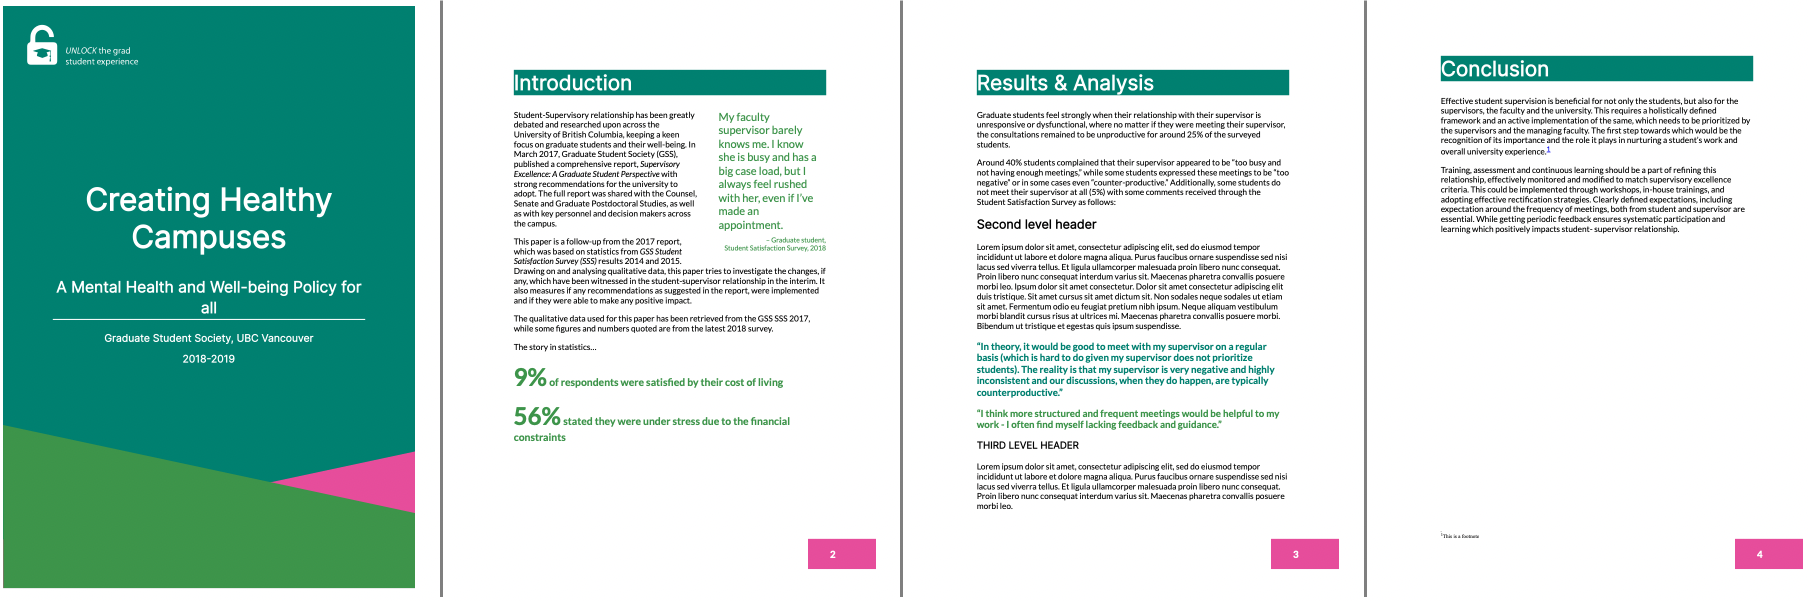 UNLOCK the grad
student experience
Creating Healthy
Campuses
A Mental Health and Well-being Policy for
all
Graduate Student Society, UBC Vancouver
2018-2019
Introduction
Student-Supervisory relationship has been greatly
debated and researched upon across the
University of British Columbia, keeping a keen
focus on graduate students and their well-being. In
March 2017, Graduate Student Society (GSS),
published a comprehensive report, Supervisory
Excellence: A Graduate Student Perspective with
strong recommendations for the university to
adopt. The full report was shared with the Counsel,
Senate and Graduate Postdoctoral Studies, as well
as with key personnel and decision makers across
the campus.
My faculty
supervisor barely
knows me. I know
she is busy and has a
big case load, but I
always feel rushed
with her, even if I've
made an
appointment.
– Graduate student,
Student Satisfaction Survey, 2018
This paper is a follow-up from the 2017 report,
which was based on statistics from GSS Student
Satisfaction Survey (SSS) results 2014 and 2015.
Drawing on and analysing qualitative data, this paper tries to investigate the changes, if
any, which have been witnessed in the student-supervisor relationship in the interim. It
also measures if any recommendations as suggested in the report, were implemented
and if they were able to make any positive impact.
The qualitative data used for this paper has been retrieved from the GSS SSS 2017,
while some figures and numbers quoted are from the latest 2018 survey.
The story in statistics...
9% of respondents were satisfied by their cost of living
56% stated they were under stress due to the financial
constraints
2
Results & Analysis
Graduate students feel strongly when their relationship with their supervisor is
unresponsive or dysfunctional, where no matter if they were meeting their supervisor,
the consultations remained to be unproductive for around 25% of the surveyed
students.
Around 40% students complained that their supervisor appeared to be "too busy and
not having enough meetings," while some students expressed these meetings to be "too
negative" or in some cases even "counter-productive." Additionally, some students do
not meet their supervisor at all (5%) with some comments received through the
Student Satisfaction Survey as follows:
Second level header
Lorem ipsum dolor sit amet, consectetur adipiscing elit, sed do eiusmod tempor
incididunt ut labore et dolore magna aliqua. Purus faucibus ornare suspendisse sed nisi
lacus sed viverra tellus. Et ligula ullamcorper malesuada proin libero nunc consequat.
Proin libero nunc consequat interdum varius sit. Maecenas pharetra convallis posuere
morbi leo. Ipsum dolor sit amet consectetur. Dolor sit amet consectetur adipiscing elit
duis tristique. Sit amet cursus sit amet dictum sit. Non sodales neque sodales ut etiam
sit amet. Fermentum odio eu feugiat pretium nibh ipsum. Neque aliquam vestibulum
morbi blandit cursus risus at ultrices mi. Maecenas pharetra convallis posuere morbi.
Bibendum ut tristique et egestas quis ipsum suspendisse.
"In theory, it would be good to meet with my supervisor on a regular
basis (which is hard to do given my supervisor does not prioritize
students). The reality is that my supervisor is very negative and highly
inconsistent and our discussions, when they do happen, are typically
counterproductive."
"I think more structured and frequent meetings would be helpful to my
work - I often find myself lacking feedback and guidance."
THIRD LEVEL HEADER
Lorem ipsum dolor sit amet, consectetur adipiscing elit, sed do eiusmod tempor
incididunt ut labore et dolore magna aliqua. Purus faucibus ornare suspendisse sed nisi
lacus sed viverra tellus. Et ligula ullamcorper malesuada proin libero nunc consequat.
Proin libero nunc consequat interdum varius sit. Maecenas pharetra convallis posuere
morbi leo.
3
Conclusion
Effective student supervision is beneficial for not only the students, but also for the
supervisors, the faculty and the university. This requires a holistically defined
framework and an active implementation of the same, which needs to be prioritized by
the supervisors and the managing faculty. The first step towards which would be the
recognition of its importance and the role it plays in nurturing a student's work and
overall university experience.1
Training, assessment and continuous learning should be a part of refining this
relationship, effectively monitored and modified to match supervisory excellence
criteria. This could be implemented through workshops, in-house trainings, and
adopting effective rectification strategies. Clearly defined expectations, including
expectation around the frequency of meetings, both from student and supervisor are
essential. While getting periodic feedback ensures systematic participation and
learning which positively impacts student- supervisor relationship.
1This is a footnote
4